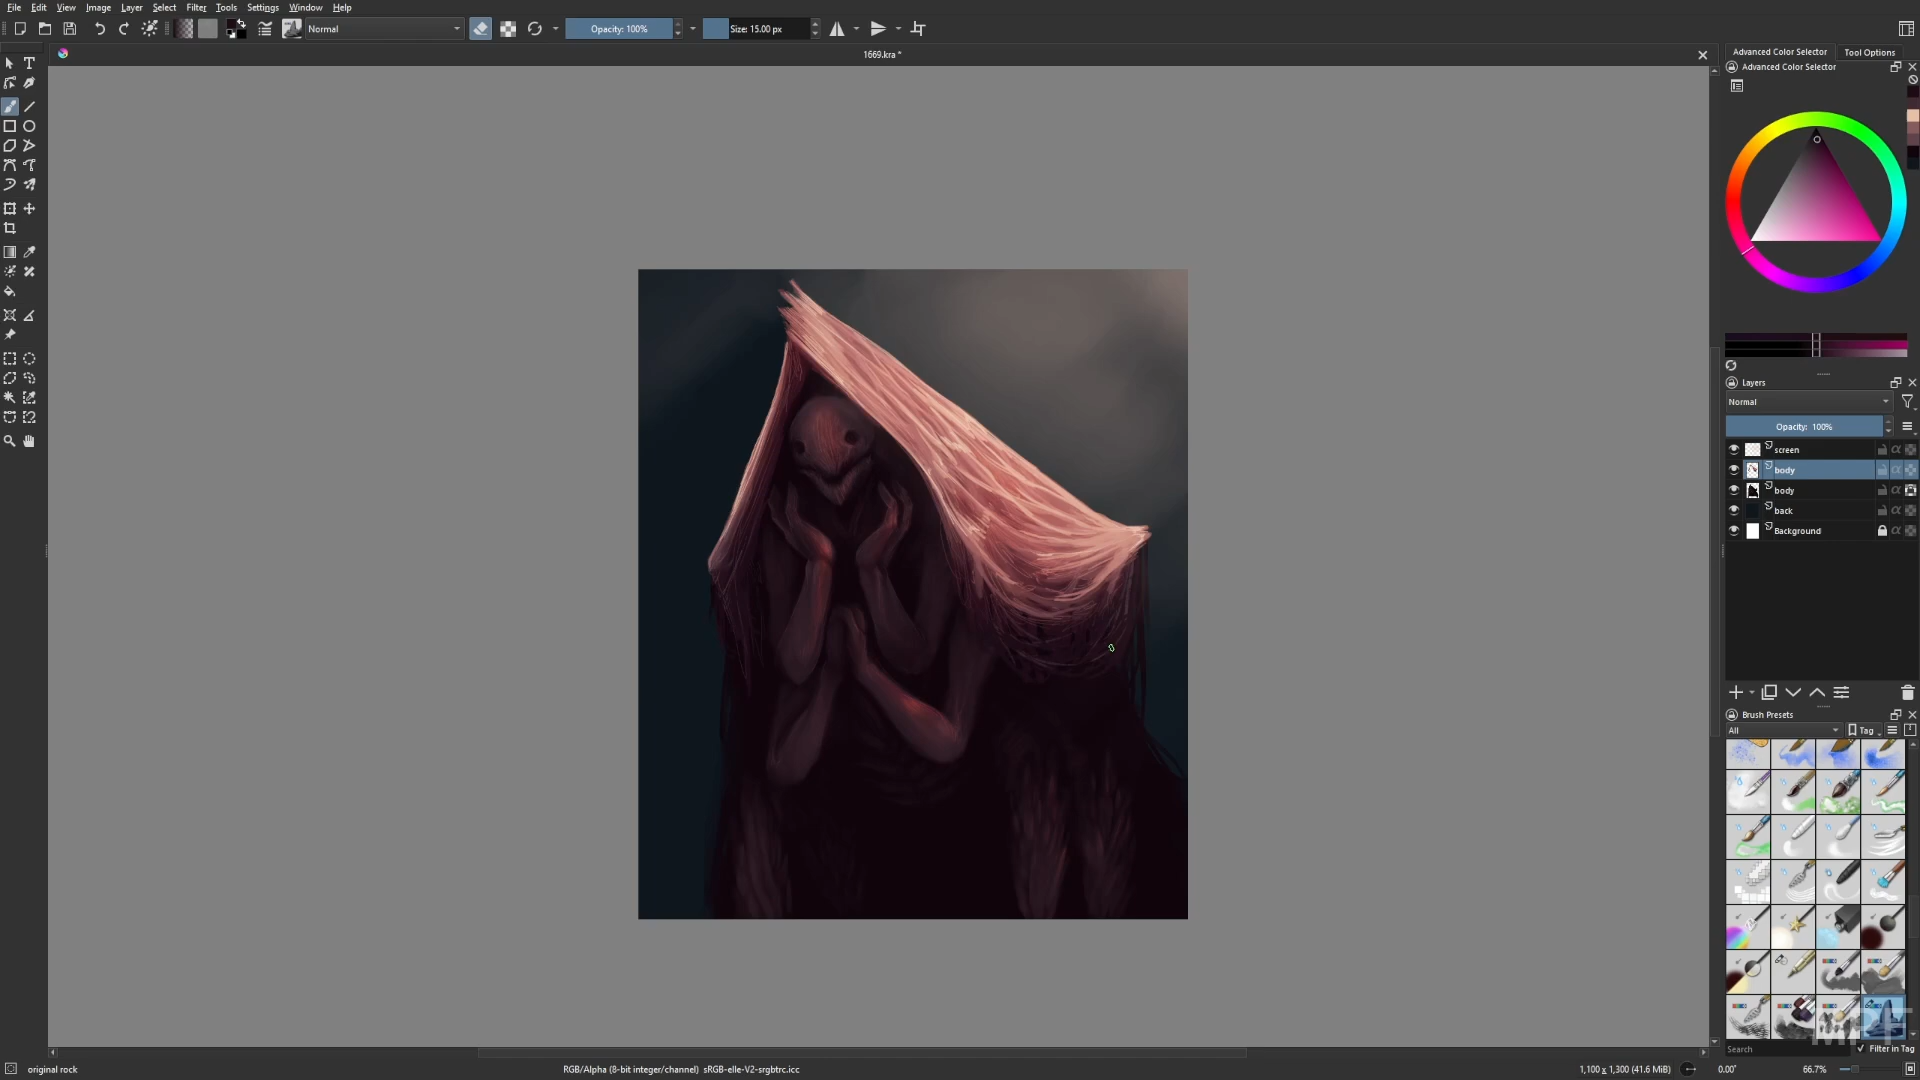 File Edit View Image Layer Select Filter Tools Settings Window Help
Normal
Opacity: 100%
Size: 15.00 px
1669.kra *
Advanced Color Selector
Tool Options
Advanced Color Selector
Layers
Normal
Opacity: 100%
screen
body
body
back
Background
Brush Presets
All
Tag
Search
Filter in Tag
MPF
original rock
RGB/Alpha (8-bit integer/channel) sRGB-elle-V2-srgbtrc.icc
1,100 x 1,300 (41.6 MiB)
0.00°
66.7%